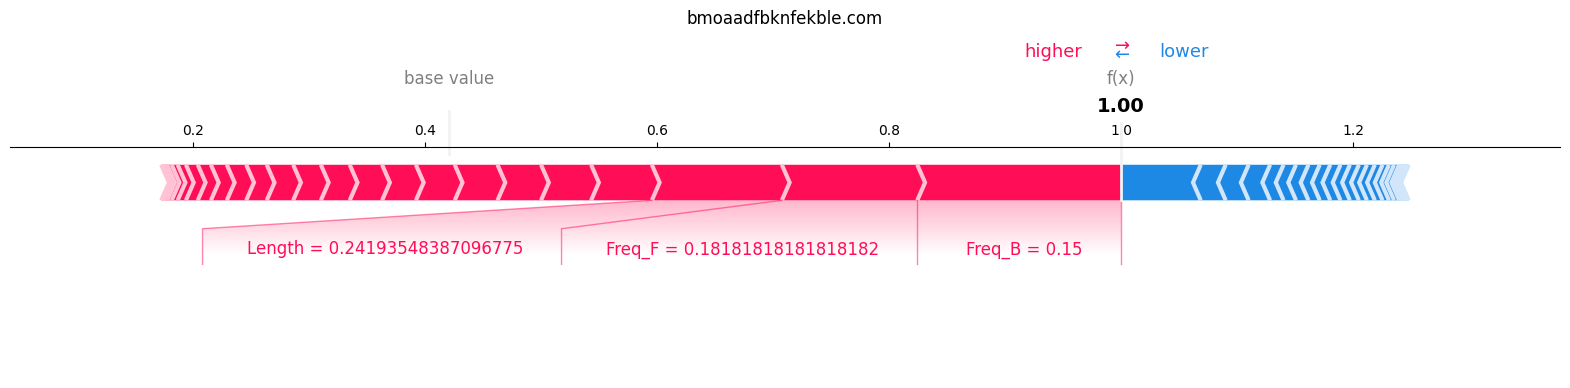 bmoaadfbknfekble.com
higher ⇄ lower
base value f(x)
1.00
0.2 0.4 0.6 0.8 1.0 1.2
Length = 0.24193548387096775 Freq_F = 0.18181818181818182 Freq_B = 0.15